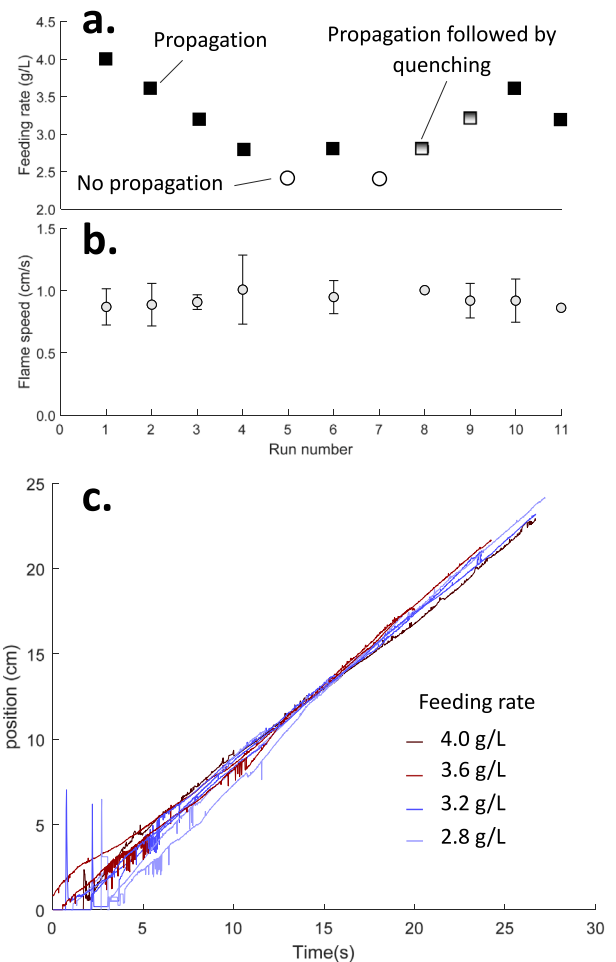 a.
4.5
4.0
3.5
3.0
2.5
2.0
Feeding rate (g/L)
Propagation
Propagation followed by
quenching
No propagation
b.
1.5
1.0
0.5
0.0
Flame speed (cm/s)
0 1 2 3 4 5 6 7 8 9 10 11
Run number
c.
25
20
15
10
5
0
position (cm)
Feeding rate
4.0 g/L
3.6 g/L
3.2 g/L
2.8 g/L
0 5 10 15 20 25 30
Time(s)